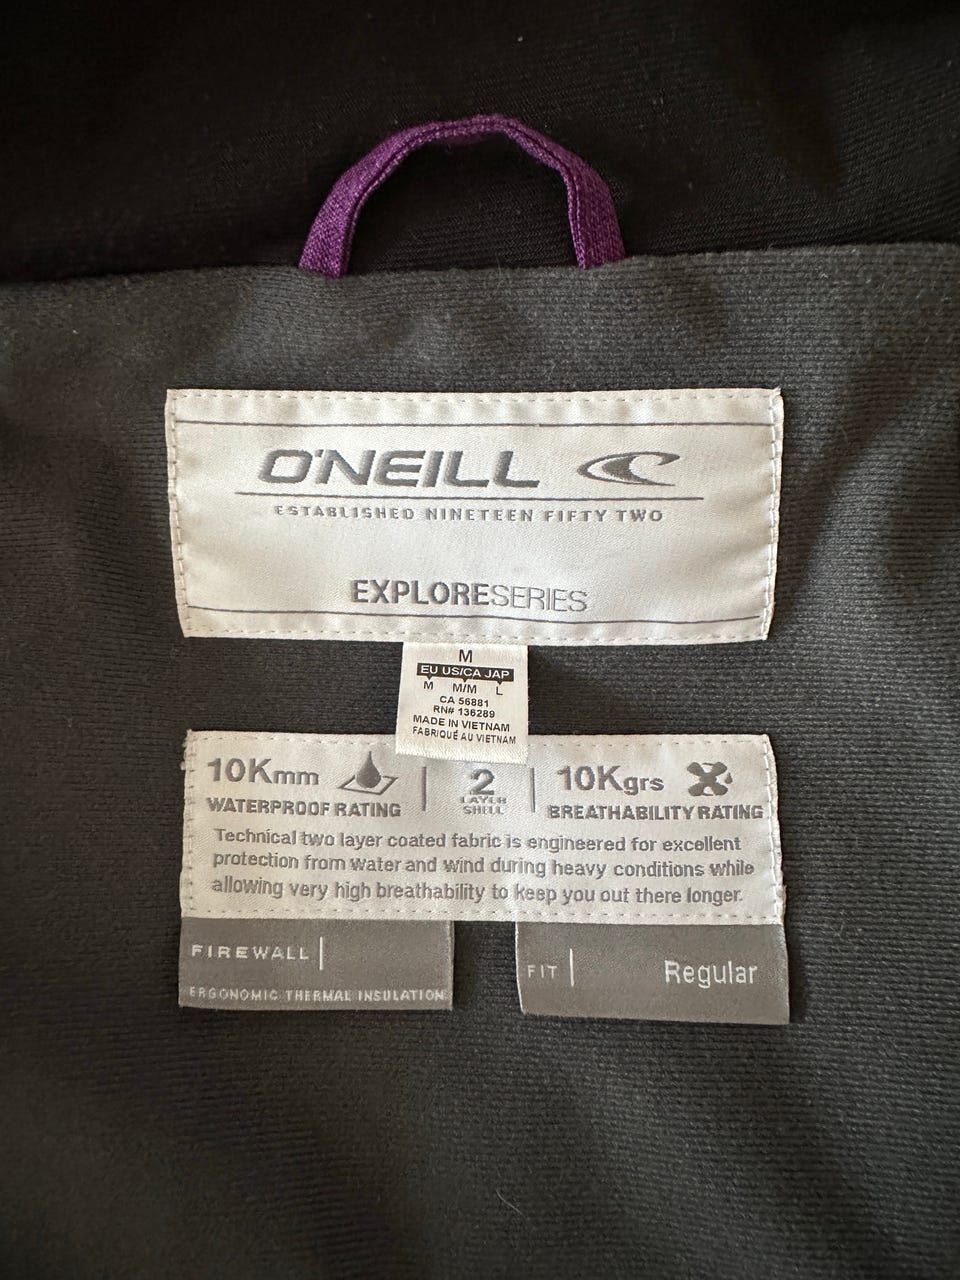 O'NEILL
ESTABLISHED NINETEEN FIFTY TWO
EXPLORESERIES
M
EU US/CA JAP
M M/M L
CA 56881
RN# 136289
MADE IN VIETNAM
FABRIQUÉ AU VIETNAM
10Kmm
WATERPROOF RATING
2
LAYER
SHELL
10Kgrs
BREATHABILITY RATING
Technical two layer coated fabric is engineered for excellent
protection from water and wind during heavy conditions while
allowing very high breathability to keep you out there longer.
FIREWALL
ERGONOMIC THERMAL INSULATION
FIT Regular